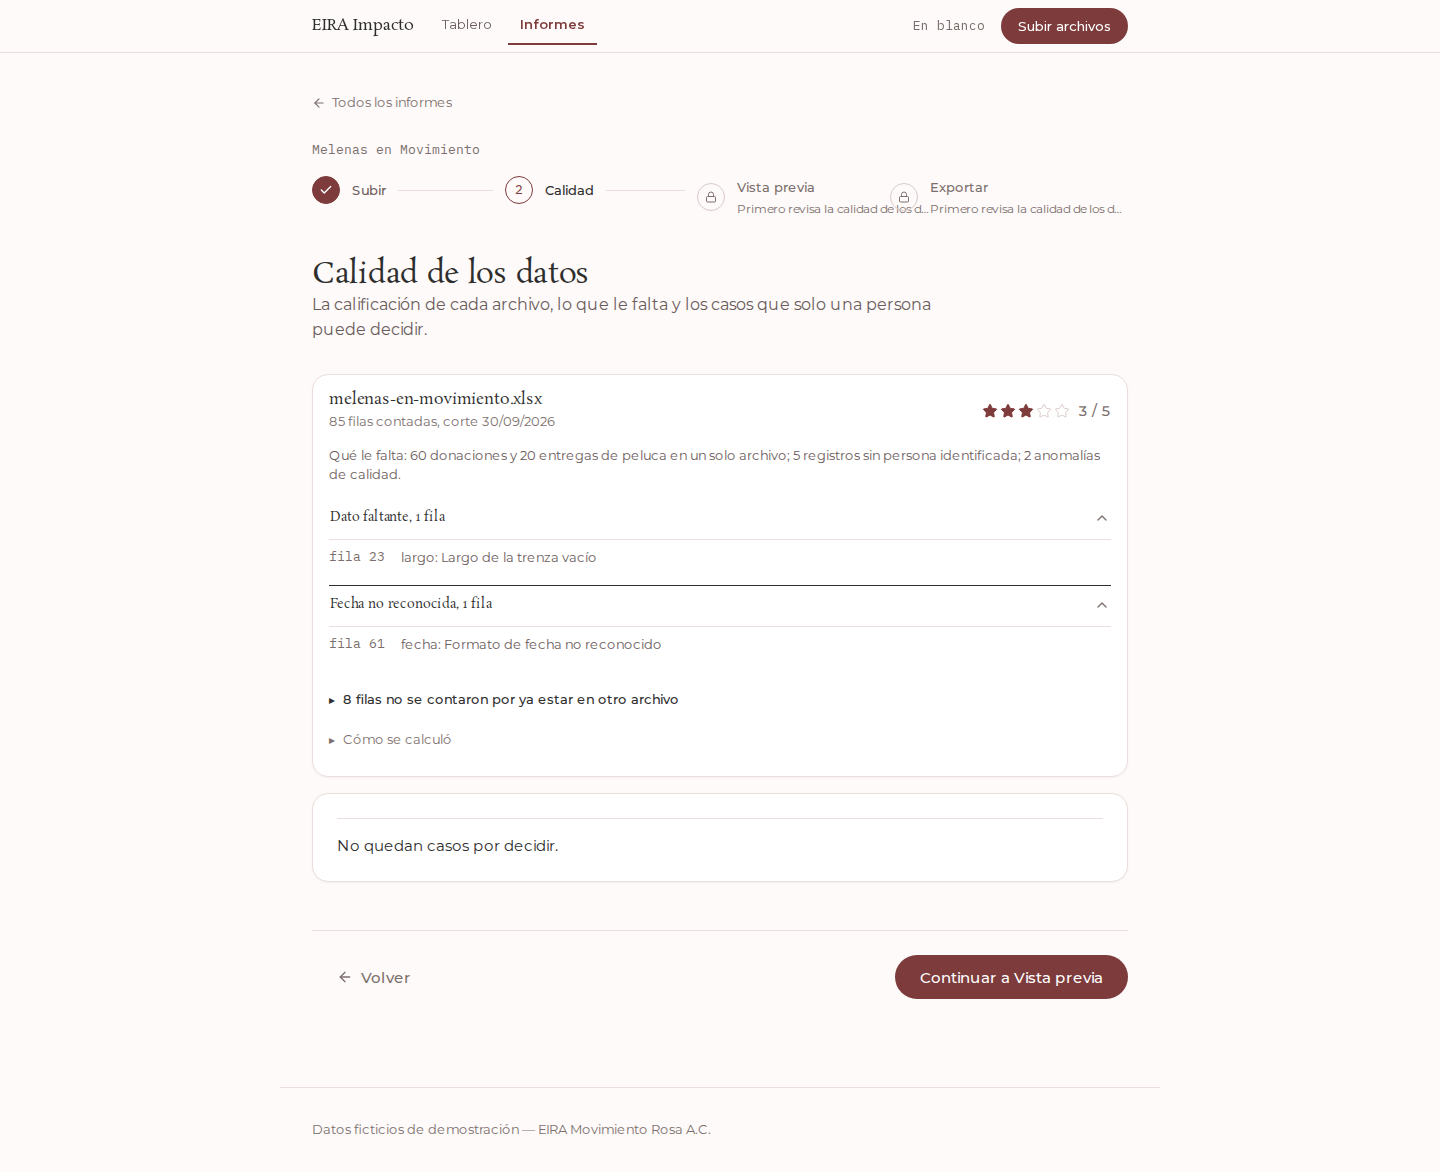 EIRA Impacto
Tablero
Informes
En blanco
Subir archivos
Todos los informes
Melenas en Movimiento
Subir
2
Calidad
Vista previa
Primero revisa la calidad de los d...
Exportar
Primero revisa la calidad de los d...
Calidad de los datos
La calificación de cada archivo, lo que le falta y los casos que solo una persona
puede decidir.
melenas-en-movimiento.xlsx
85 filas contadas, corte 30/09/2026
3 / 5
Qué le falta: 60 donaciones y 20 entregas de peluca en un solo archivo; 5 registros sin persona identificada; 2 anomalías
de calidad.
Dato faltante, 1 fila
fila 23 largo: Largo de la trenza vacío
Fecha no reconocida, 1 fila
fila 61 fecha: Formato de fecha no reconocido
8 filas no se contaron por ya estar en otro archivo
Cómo se calculó
No quedan casos por decidir.
Volver
Continuar a Vista previa
Datos ficticios de demostración — EIRA Movimiento Rosa A.C.